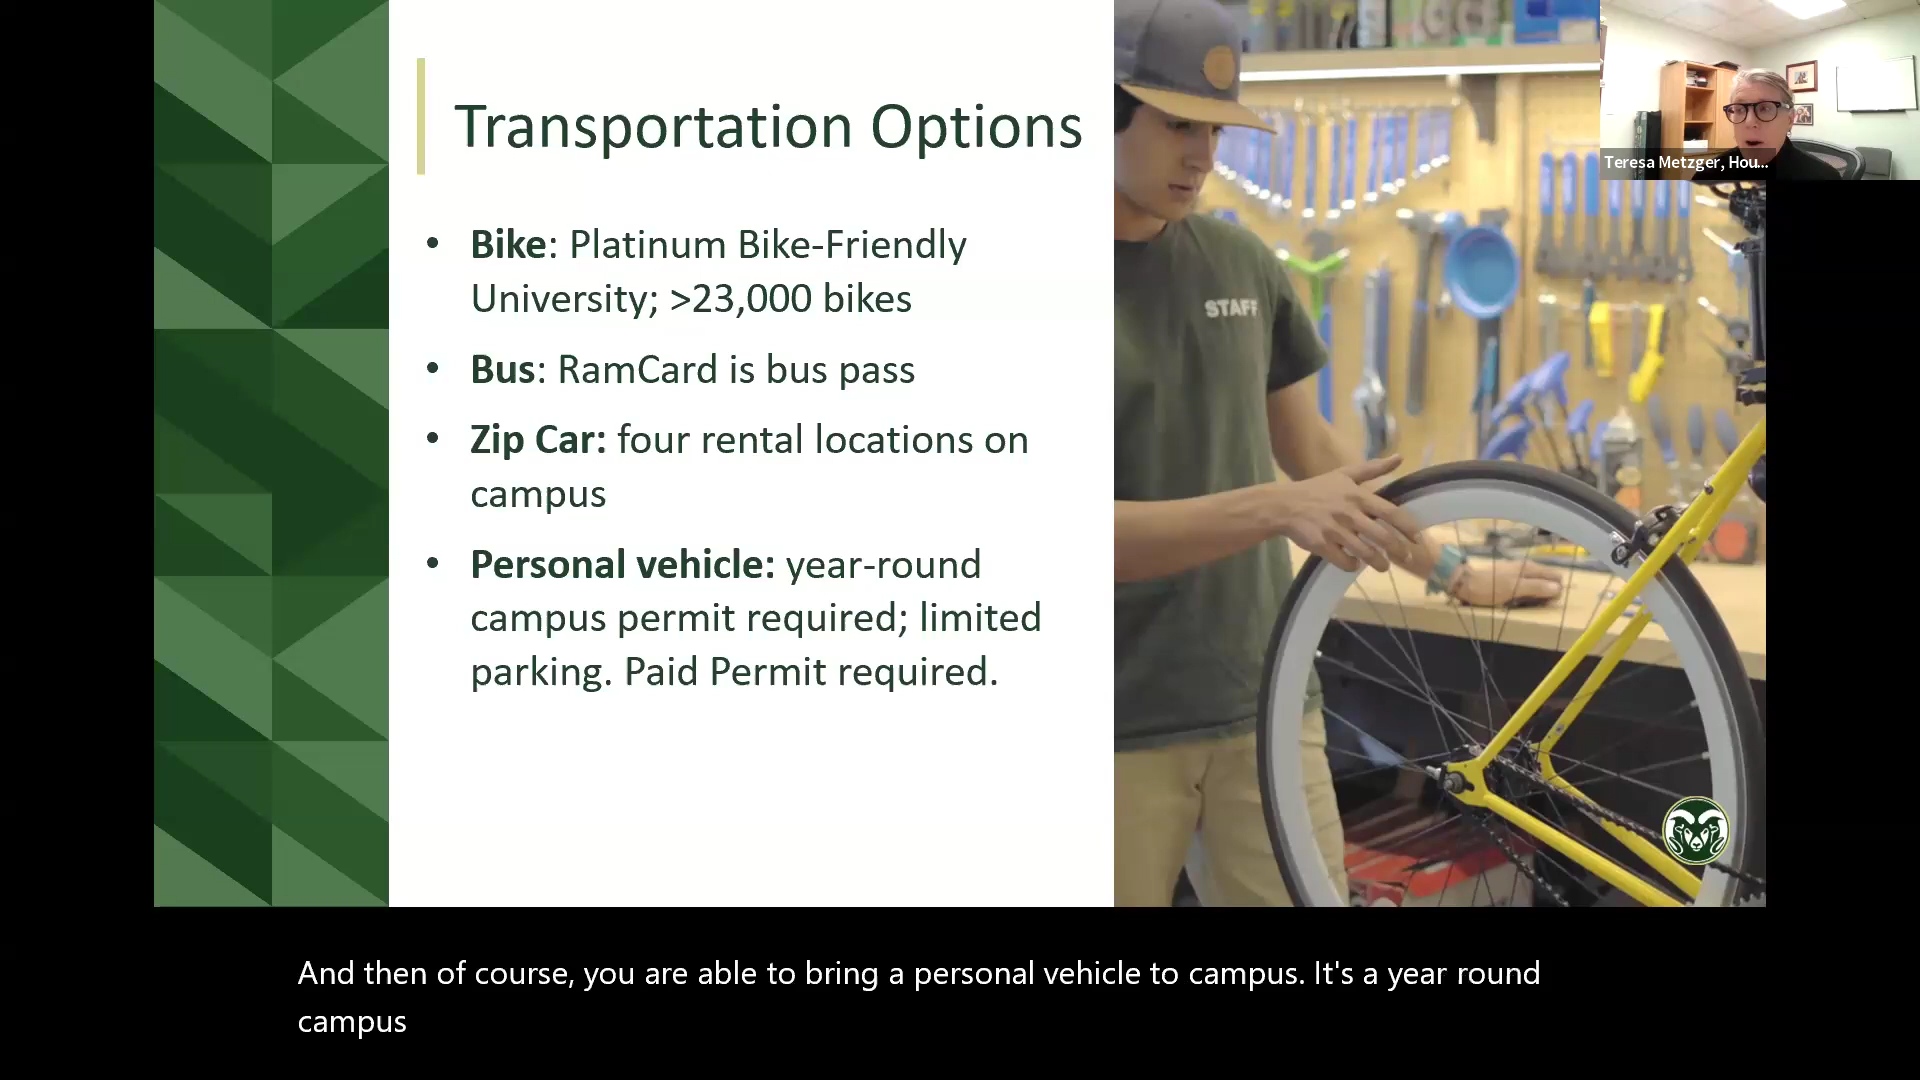 Transportation Options
• Bike: Platinum Bike-Friendly
University; >23,000 bikes
• Bus: RamCard is bus pass
• Zip Car: four rental locations on
campus
• Personal vehicle: year-round
campus permit required; limited
parking. Paid Permit required.
STAFF
Teresa Metzger, Hou...
And then of course, you are able to bring a personal vehicle to campus. It's a year round
campus